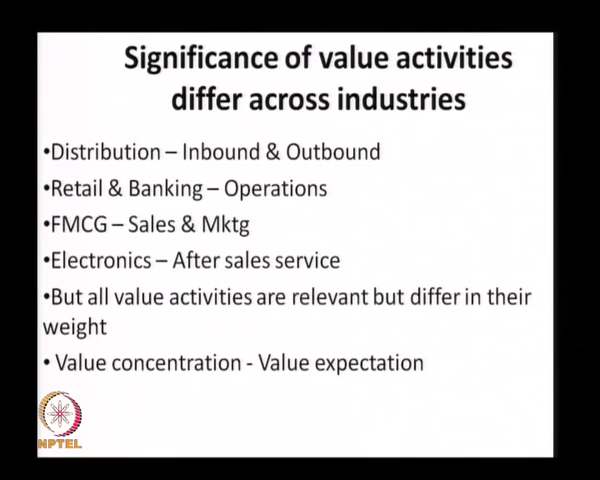 Significance of value activities
differ across industries
•Distribution – Inbound & Outbound
•Retail & Banking – Operations
•FMCG – Sales & Mktg
•Electronics – After sales service
•But all value activities are relevant but differ in their
weight
• Value concentration - Value expectation
NPTEL